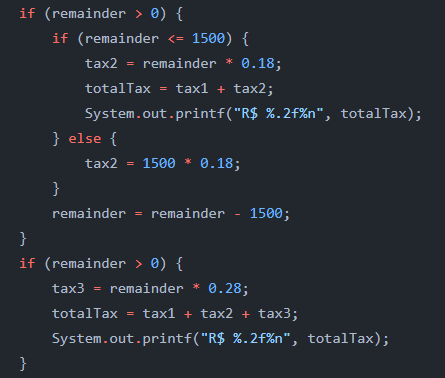 if (remainder > 0) {
    if (remainder <= 1500) {
        tax2 = remainder * 0.18;
        totalTax = tax1 + tax2;
        System.out.printf("R$ %.2f%n", totalTax);
    } else {
        tax2 = 1500 * 0.18;
    }
    remainder = remainder - 1500;
}
if (remainder > 0) {
    tax3 = remainder * 0.28;
    totalTax = tax1 + tax2 + tax3;
    System.out.printf("R$ %.2f%n", totalTax);
}